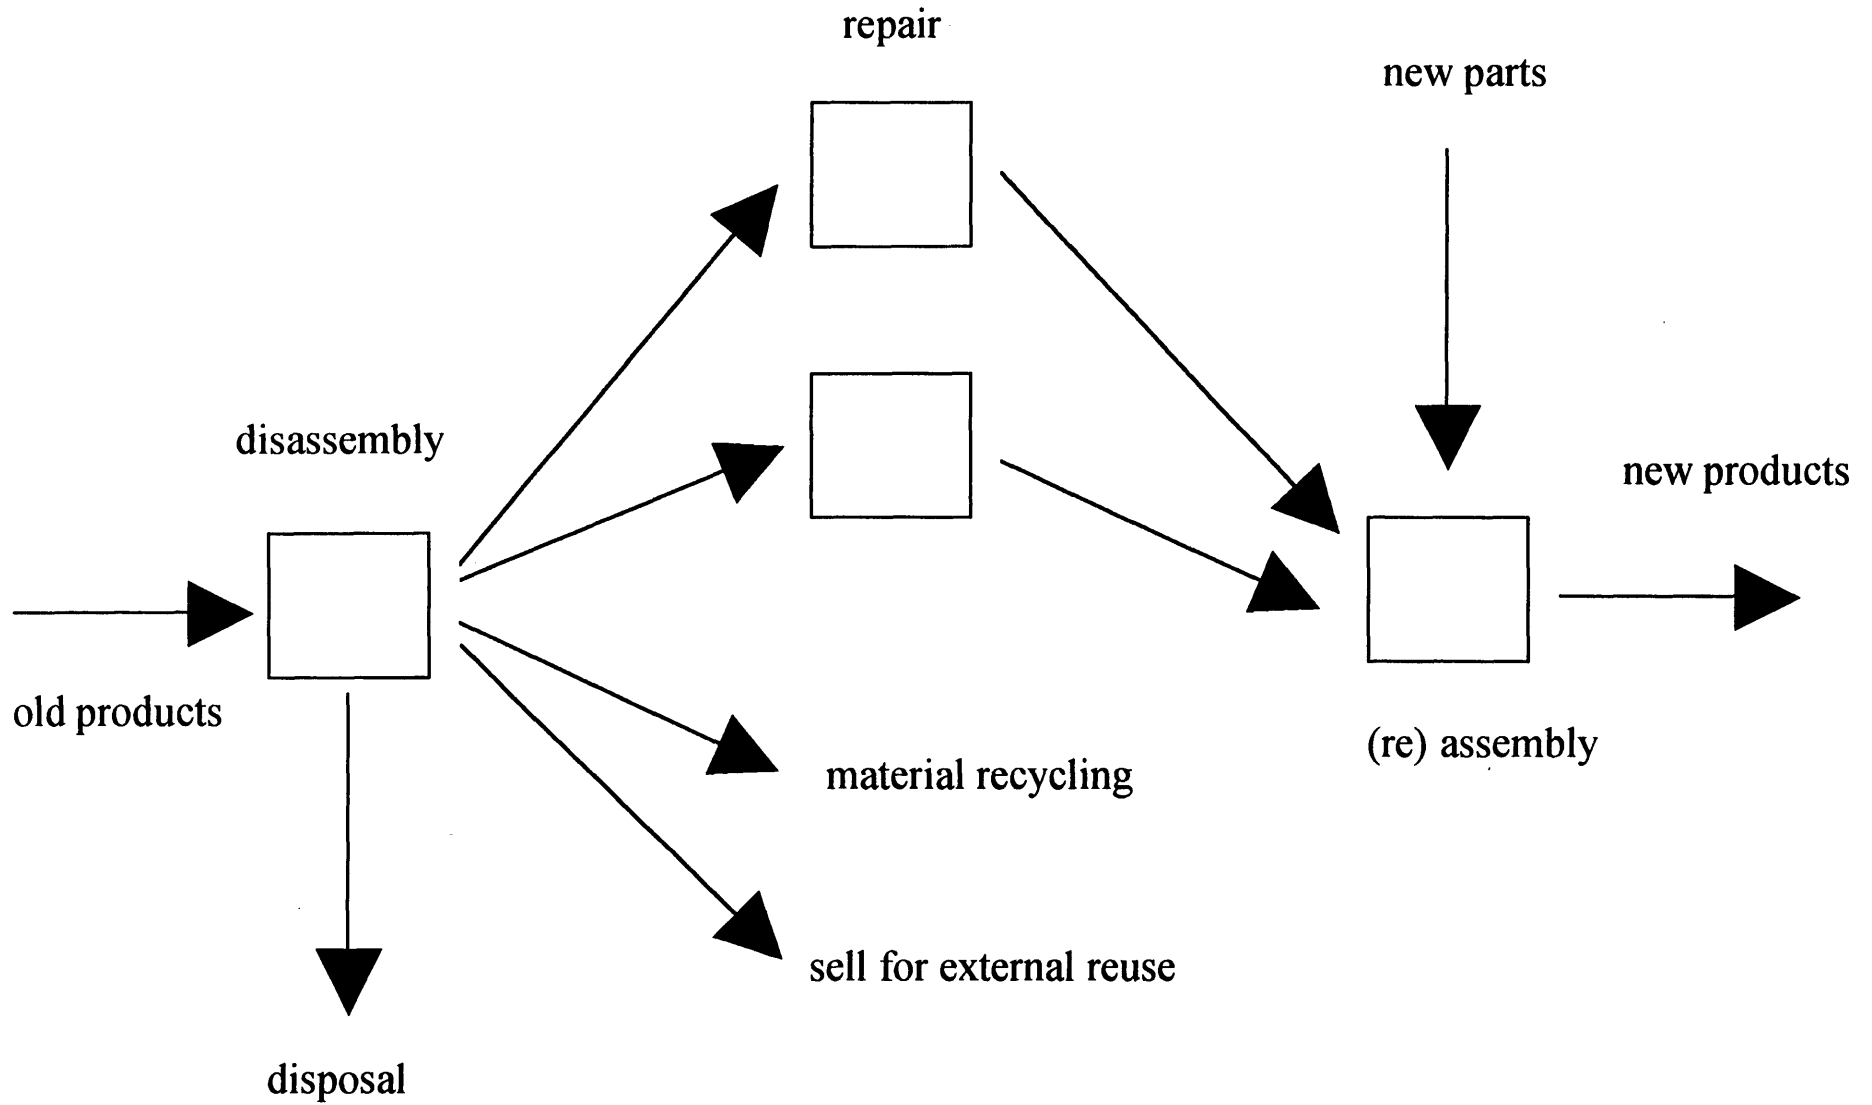 repair
new parts
disassembly
new products
old products
(re) assembly
material recycling
sell for external reuse
disposal